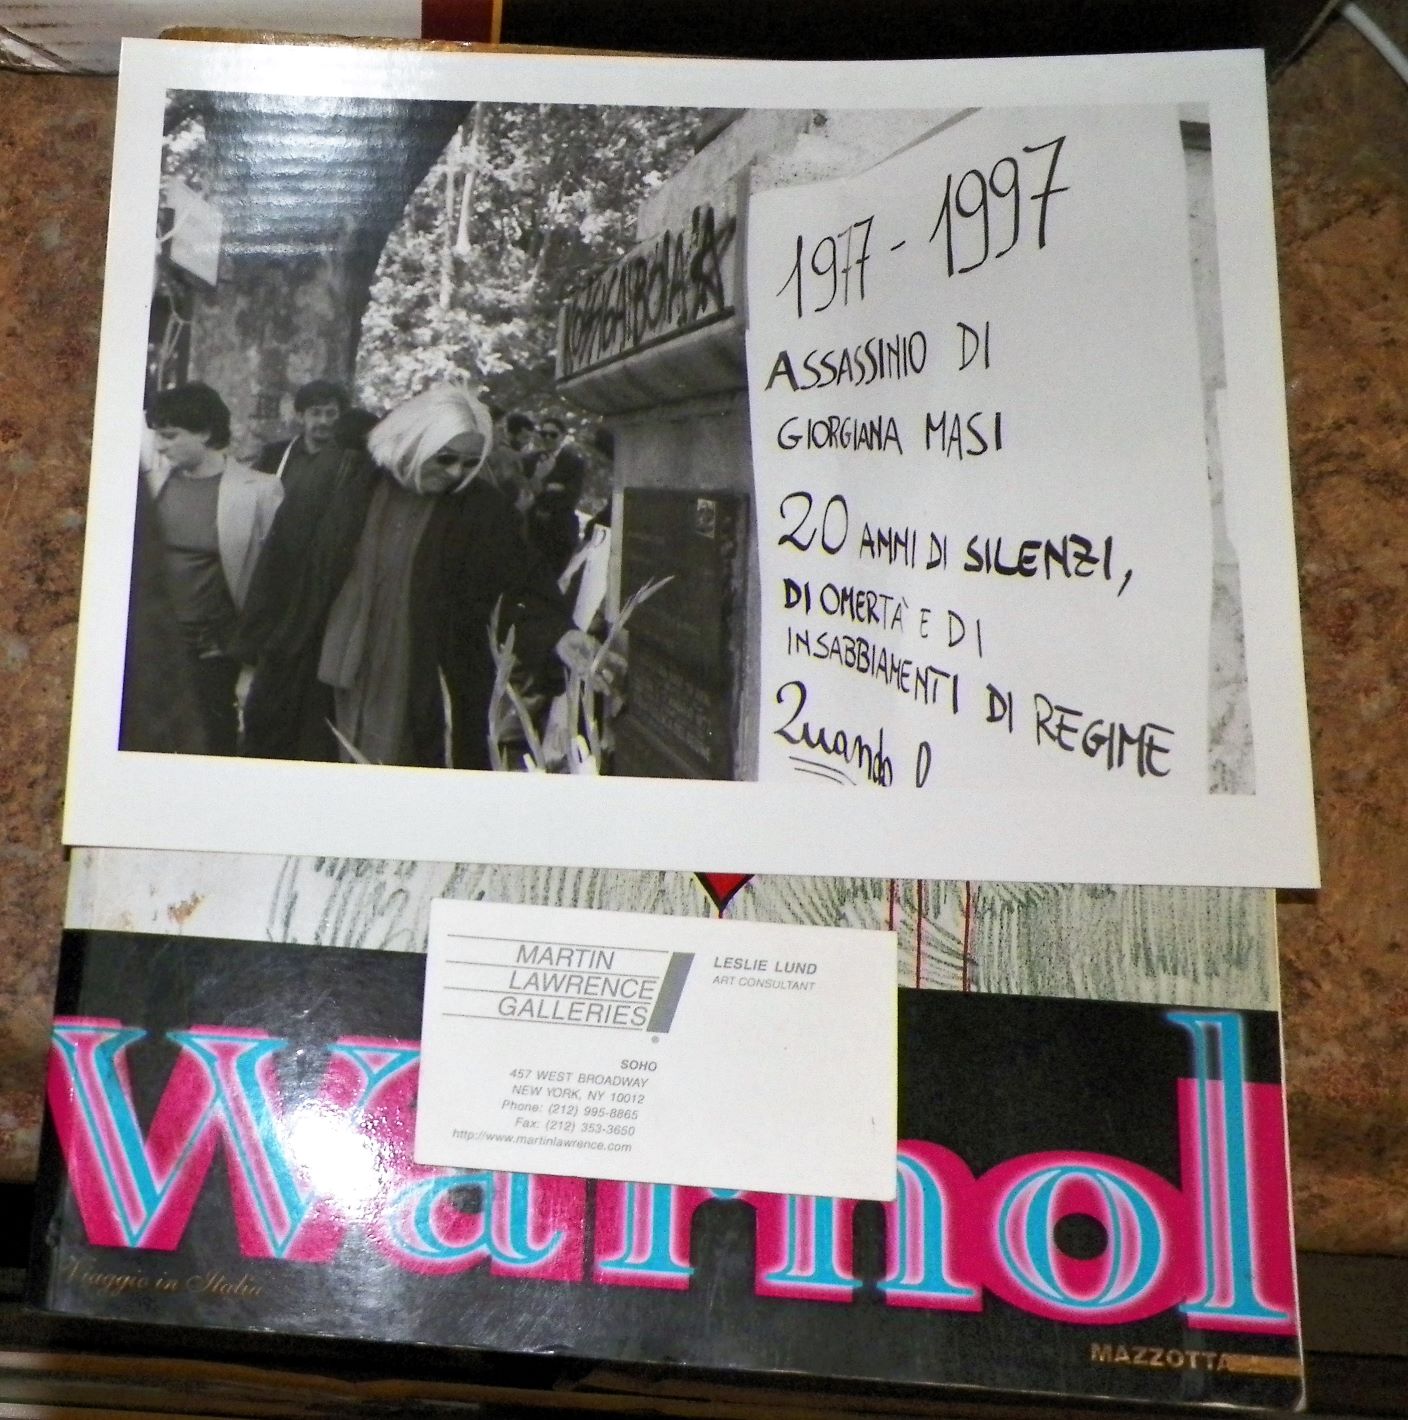 1977-1997
ASSASSINIO DI
GIORGIANA MASI
20 ANNI DI SILENZI,
DI OMERTÀ E DI
INSABBIAMENTI DI REGIME
Quando O
MARTIN
LAWRENCE
GALLERIES
LESLIE LUND
ART CONSULTANT
SOHO
457 WEST BROADWAY
NEW YORK, NY 10012
Phone: (212) 995-8865
Fax: (212) 353-3650
http://www.martinlawrence.com
Warhol
Viaggio in Italia
MAZZOTTA